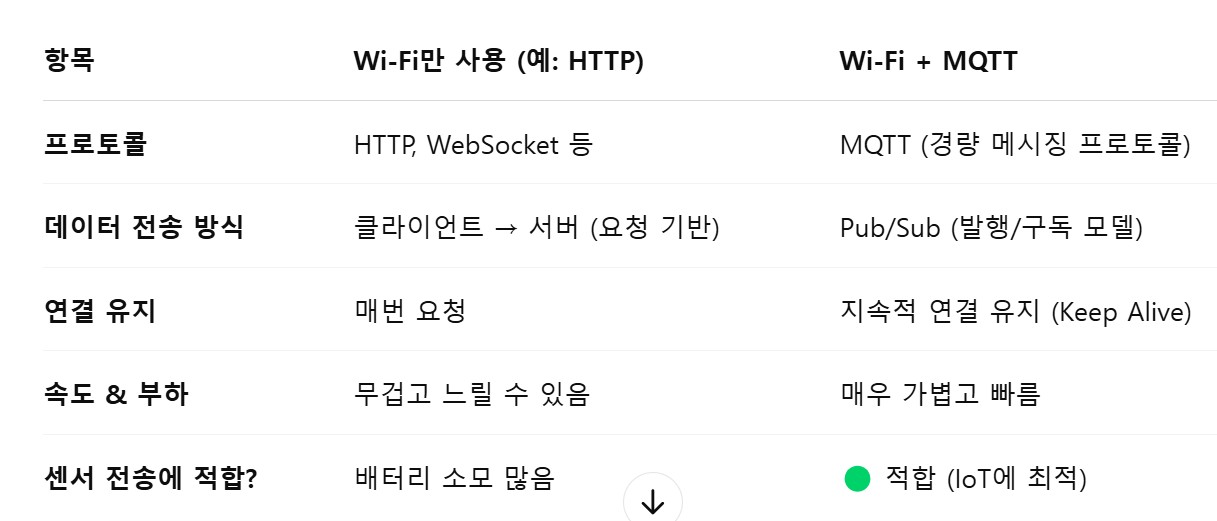 항목 Wi-Fi만 사용 (예: HTTP) Wi-Fi + MQTT
프로토콜 HTTP, WebSocket 등 MQTT (경량 메시징 프로토콜)
데이터 전송 방식 클라이언트 → 서버 (요청 기반) Pub/Sub (발행/구독 모델)
연결 유지 매번 요청 지속적 연결 유지 (Keep Alive)
속도 & 부하 무겁고 느릴 수 있음 매우 가볍고 빠름
센서 전송에 적합? 배터리 소모 많음 적합 (IoT에 최적)